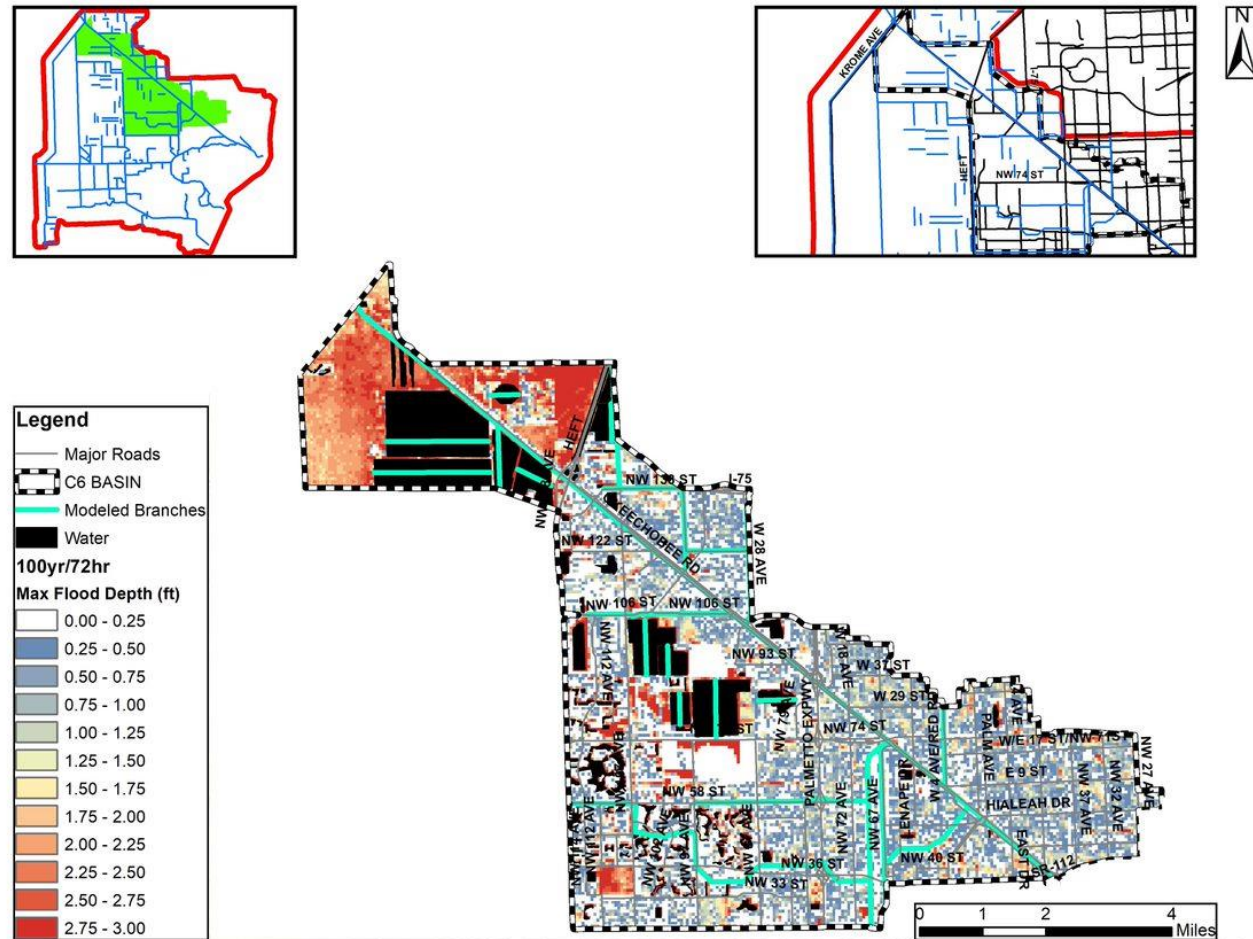 N
KROME AVE
I-75
HEFT
NW 74 ST
Legend
Major Roads
C6 BASIN
Modeled Branches
Water
100yr/72hr
Max Flood Depth (ft)
0.00 - 0.25
0.25 - 0.50
0.50 - 0.75
0.75 - 1.00
1.00 - 1.25
1.25 - 1.50
1.50 - 1.75
1.75 - 2.00
2.00 - 2.25
2.25 - 2.50
2.50 - 2.75
2.75 - 3.00
HEFT
I-75
EECHOBEE RD
NW 122 ST
W 28 AVE
NW 106 ST
NW 106 ST
NW 112 AVE
NW 93 ST
W 37 ST
W 29 ST
NW 74 ST
PALMETTO EXPWY
W 4 AVE/RED RD
PALM AVE
W/E 17 ST/NW 71 S
NW 27 AVE
E 9 ST
LENAPE DR
HIALEAH DR
NW 37 AVE
NW 32 AVE
NW 58 ST
NW 72 AVE
NW 67 AVE
NW 36 ST
NW 40 ST
NW 33 ST
EAST DR
SR-112
0 1 2 4
Miles